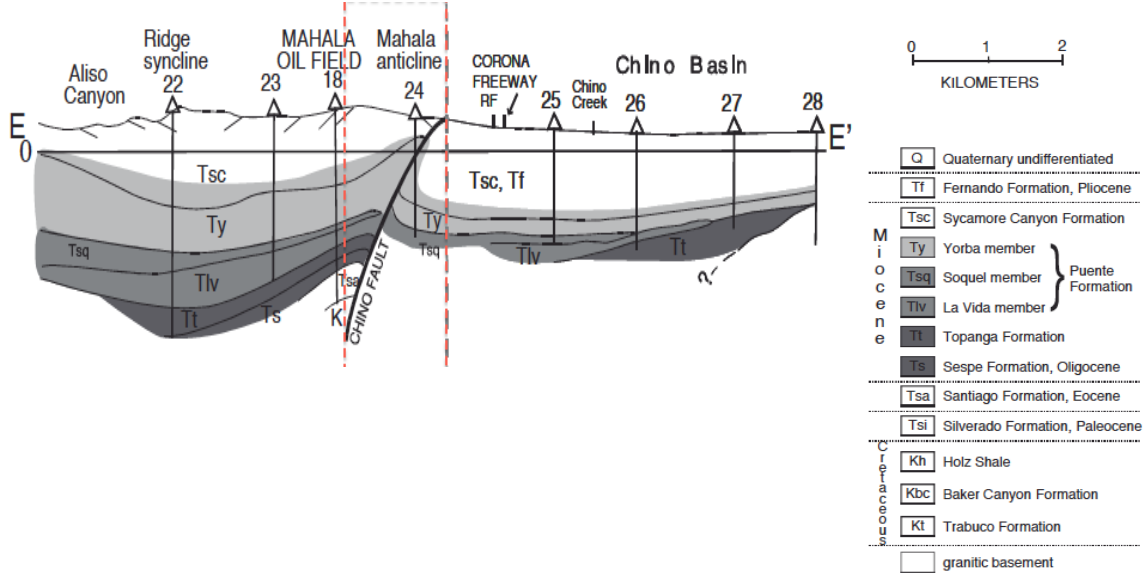 Aliso
Canyon
Ridge
syncline
22
23
MAHALA
OIL FIELD
18
Mahala
anticline
24
CORONA
FREEWAY
RF
25
Chino
Creek
Chino Basin
26
27
28
E
0
E'
Tsc
Ty
Tsq
Tlv
Tt
Ts
Tsa
K
CHINO FAULT
Tsc, Tf
Ty
Tsq
Tlv
Tt
?
0 1 2
KILOMETERS
Q Quaternary undifferentiated
Tf Fernando Formation, Pliocene
Miocene
Tsc Sycamore Canyon Formation
Ty Yorba member
Tsq Soquel member
Tlv La Vida member
Puente
Formation
Tt Topanga Formation
Ts Sespe Formation, Oligocene
Tsa Santiago Formation, Eocene
Tsi Silverado Formation, Paleocene
Cretaceous
Kh Holz Shale
Kbc Baker Canyon Formation
Kt Trabuco Formation
granitic basement